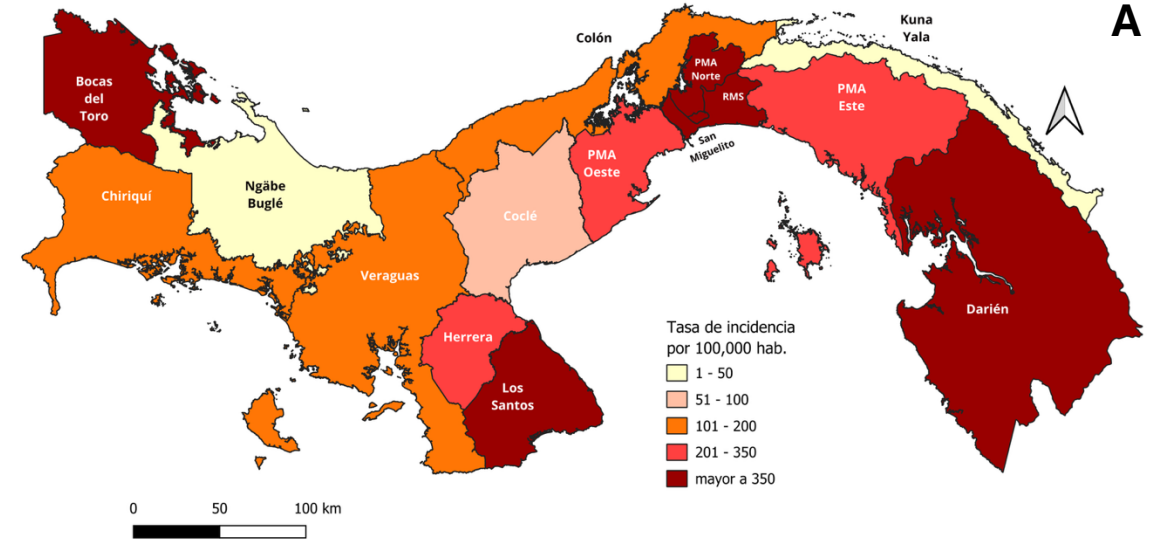 A
Kuna
Yala
Colón
PMA
Norte
RMS
PMA
Este
San
Miguelito
Bocas
del
Toro
PMA
Oeste
Chiriquí
Ngäbe
Buglé
Coclé
Veraguas
Darién
Herrera
Los
Santos
Tasa de incidencia
por 100,000 hab.
1 - 50
51 - 100
101 - 200
201 - 350
mayor a 350
0 50 100 km